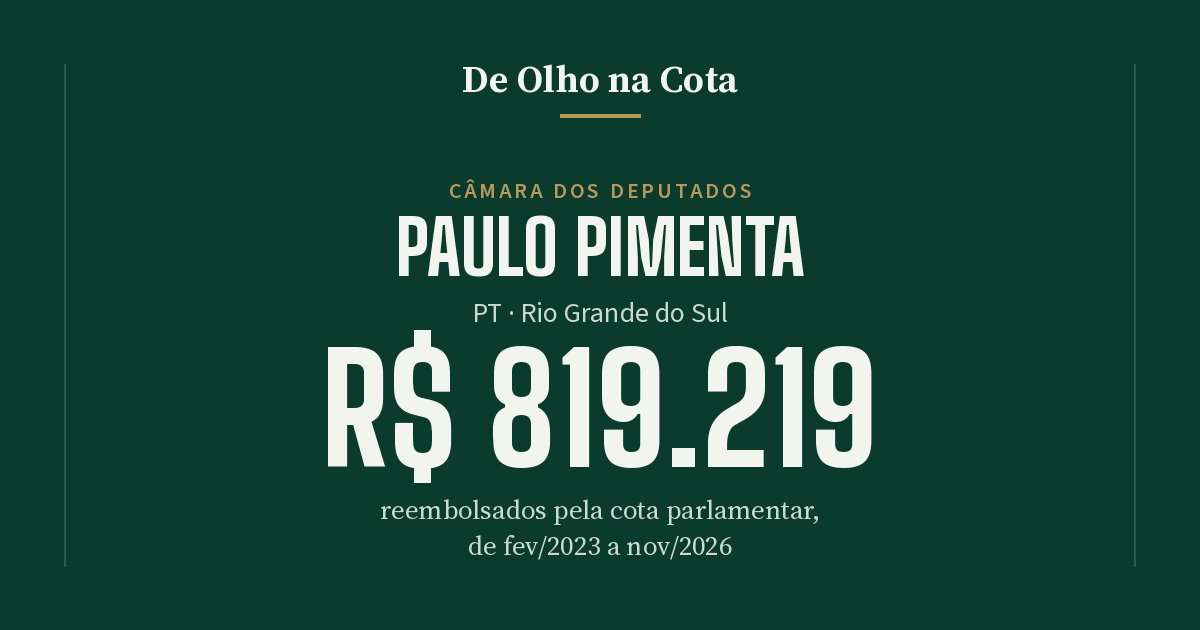 De Olho na Cota
CÂMARA DOS DEPUTADOS
PAULO PIMENTA
PT · Rio Grande do Sul
R$ 819.219
reembolsados pela cota parlamentar,
de fev/2023 a nov/2026